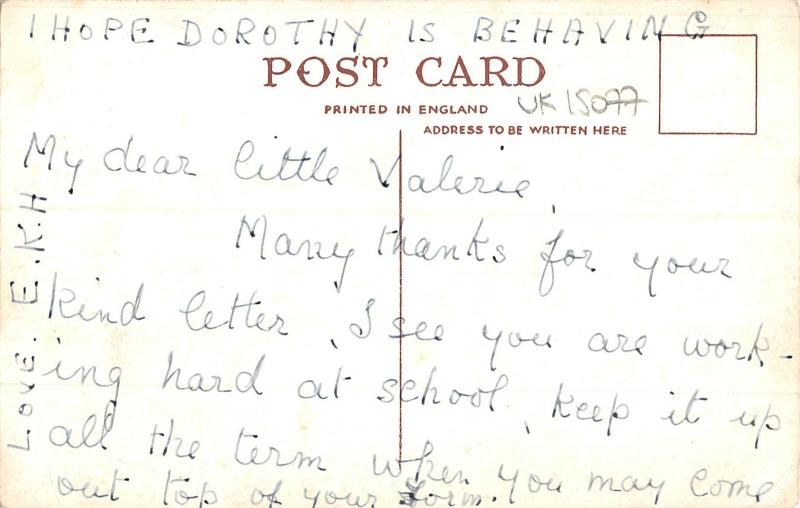 I HOPE DOROTHY IS BEHAVING
POST CARD
PRINTED IN ENGLAND
UK 15077
ADDRESS TO BE WRITTEN HERE
My dear little Valerie,
Many thanks for your
kind letter, I see you are work-
ing hard at school, keep it up
all the term when you may come
out top of your form.
LOVE. E.K.H